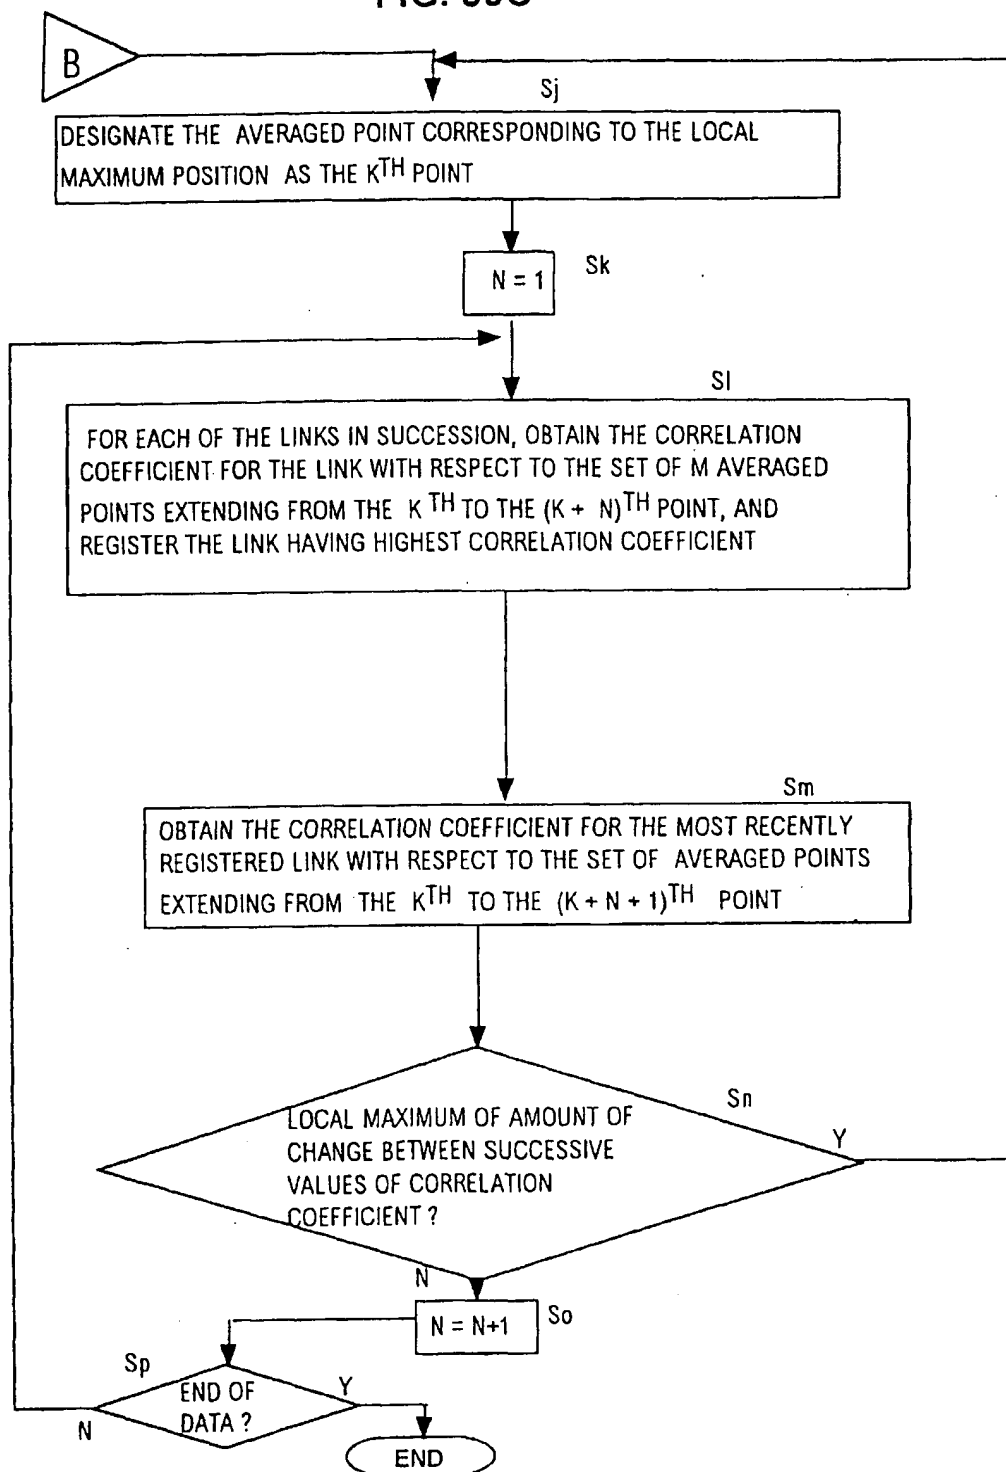 B
Sj
DESIGNATE THE AVERAGED POINT CORRESPONDING TO THE LOCAL
MAXIMUM POSITION AS THE KTH POINT
N = 1
Sk
Sl
FOR EACH OF THE LINKS IN SUCCESSION, OBTAIN THE CORRELATION
COEFFICIENT FOR THE LINK WITH RESPECT TO THE SET OF M AVERAGED
POINTS EXTENDING FROM THE K TH TO THE (K + N)TH POINT, AND
REGISTER THE LINK HAVING HIGHEST CORRELATION COEFFICIENT
Sm
OBTAIN THE CORRELATION COEFFICIENT FOR THE MOST RECENTLY
REGISTERED LINK WITH RESPECT TO THE SET OF AVERAGED POINTS
EXTENDING FROM THE KTH TO THE (K + N + 1)TH POINT
Sn
LOCAL MAXIMUM OF AMOUNT OF
CHANGE BETWEEN SUCCESSIVE
VALUES OF CORRELATION
COEFFICIENT ?
Y
N
N = N+1
So
Sp
END OF
DATA ?
Y
N
END